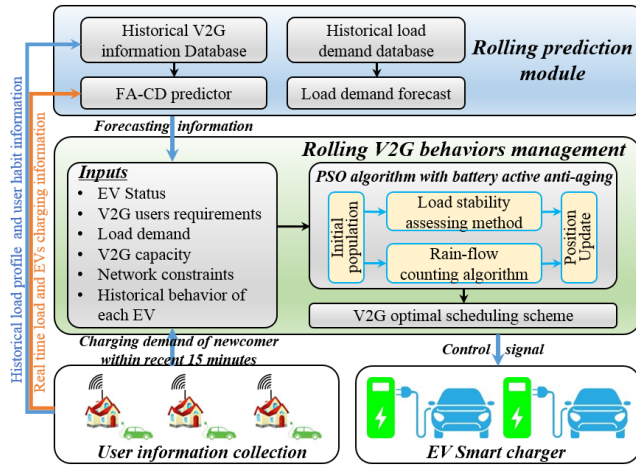 Historical load profile and user habit information
Real time load and EVs charging information
Historical V2G
information Database
Historical load
demand database
Rolling prediction
module
FA-CD predictor
Load demand forecast
Forecasting information
Rolling V2G behaviors management
Inputs
• EV Status
• V2G users requirements
• Load demand
• V2G capacity
• Network constraints
• Historical behavior of
each EV
PSO algorithm with battery active anti-aging
Initial
population
Load stability
assessing method
Rain-flow
counting algorithm
Position
Update
V2G optimal scheduling scheme
Charging demand of newcomer
within recent 15 minutes
Control signal
User information collection
EV Smart charger